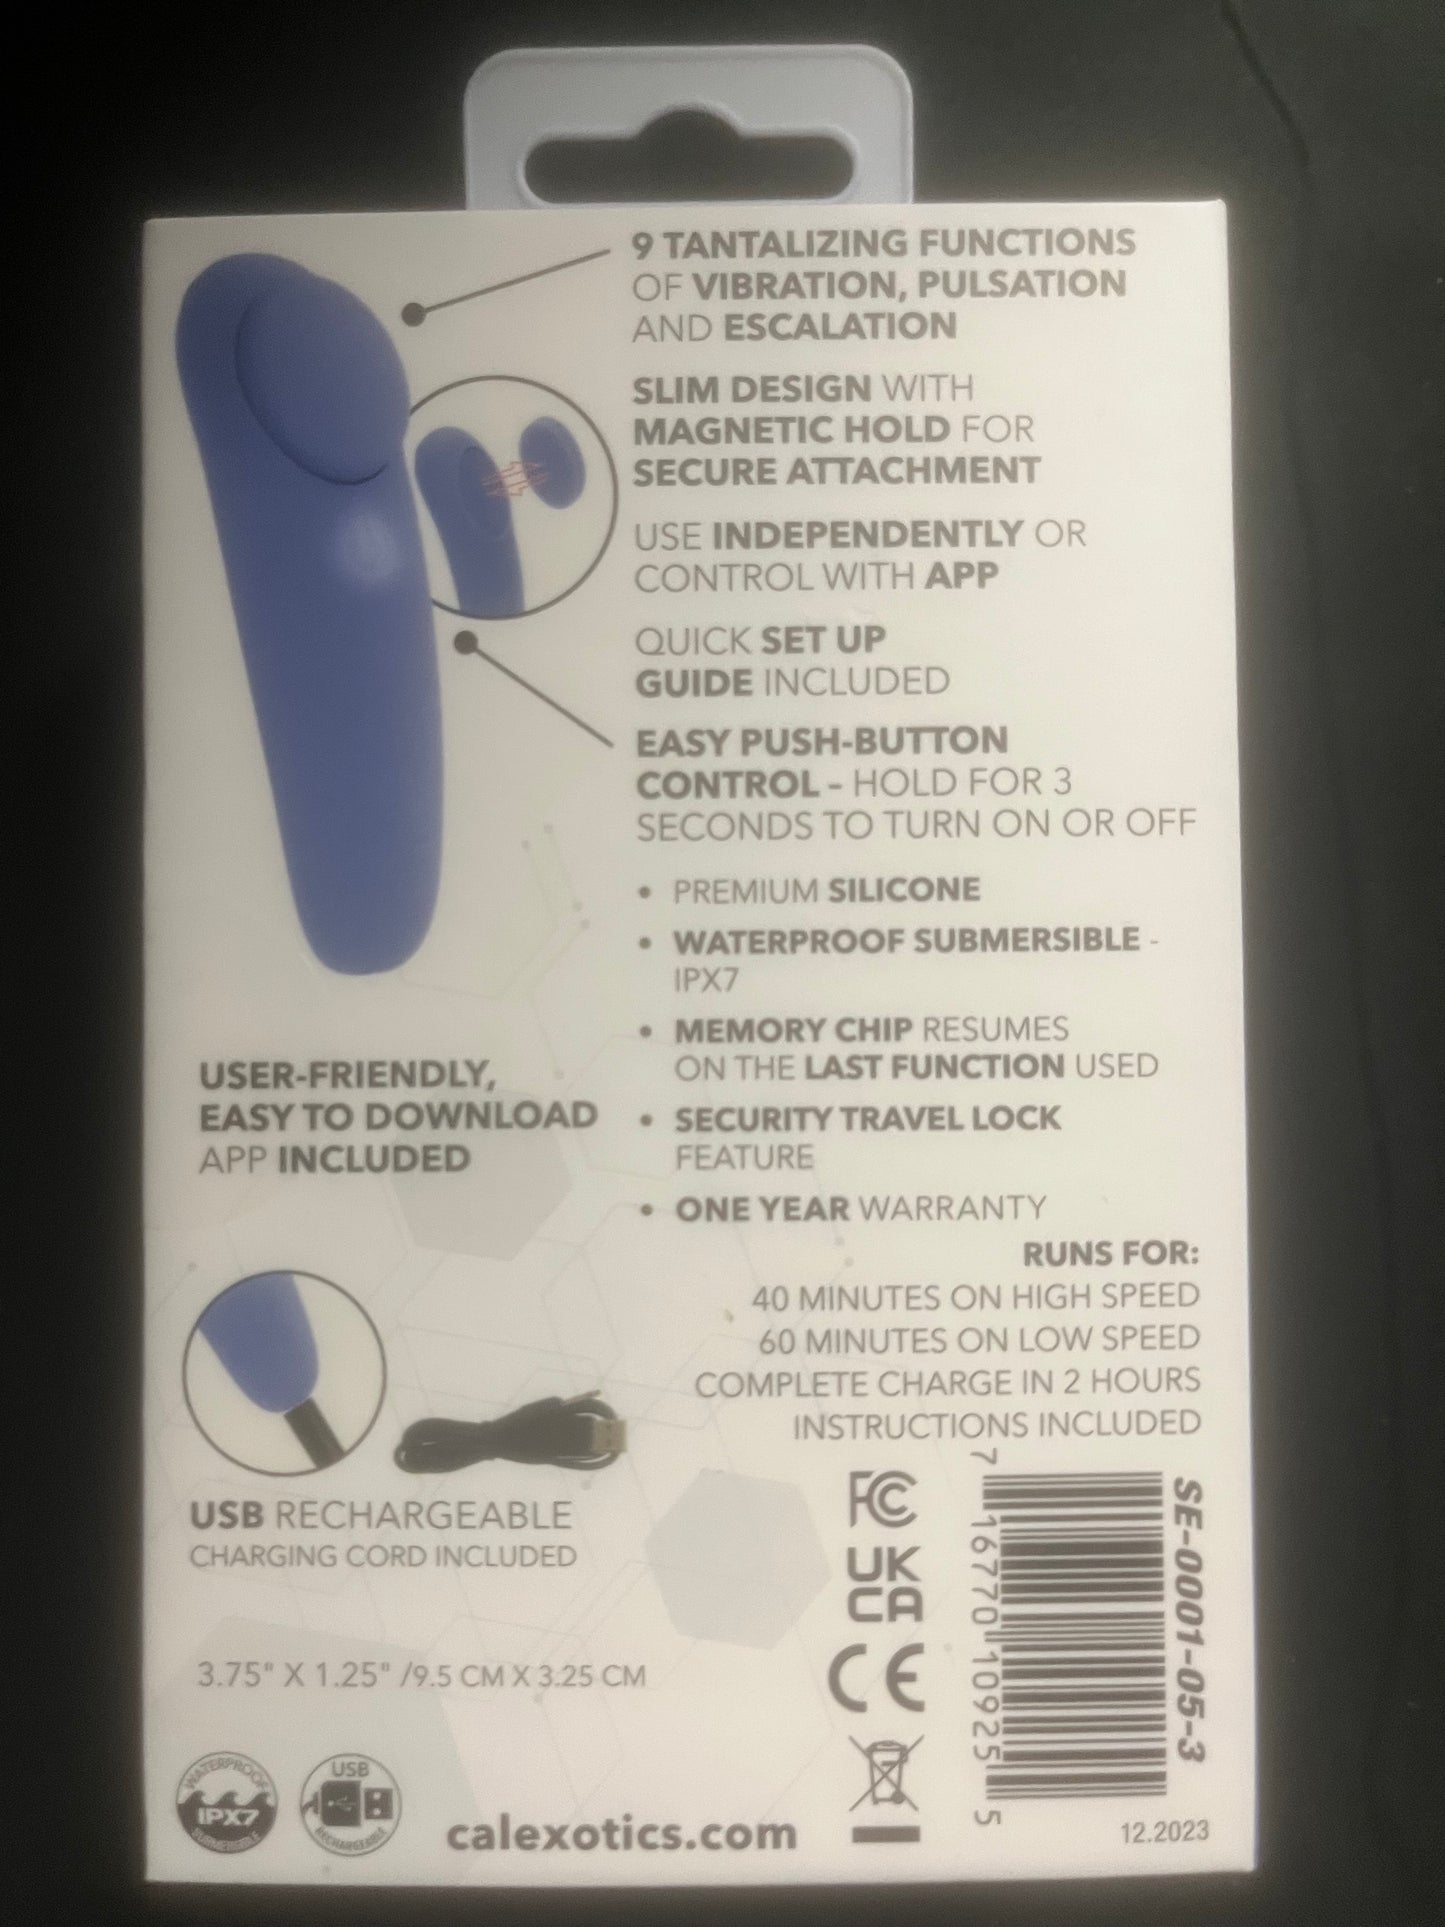 9 TANTALIZING FUNCTIONS
OF VIBRATION, PULSATION
AND ESCALATION
SLIM DESIGN WITH
MAGNETIC HOLD FOR
SECURE ATTACHMENT
USE INDEPENDENTLY OR
CONTROL WITH APP
QUICK SET UP
GUIDE INCLUDED
EASY PUSH-BUTTON
CONTROL - HOLD FOR 3
SECONDS TO TURN ON OR OFF
• PREMIUM SILICONE
• WATERPROOF SUBMERSIBLE -
IPX7
• MEMORY CHIP RESUMES
ON THE LAST FUNCTION USED
• SECURITY TRAVEL LOCK
FEATURE
• ONE YEAR WARRANTY
USER-FRIENDLY,
EASY TO DOWNLOAD
APP INCLUDED
RUNS FOR:
40 MINUTES ON HIGH SPEED
60 MINUTES ON LOW SPEED
COMPLETE CHARGE IN 2 HOURS
INSTRUCTIONS INCLUDED
USB RECHARGEABLE
CHARGING CORD INCLUDED
3.75" X 1.25" /9.5 CM X 3.25 CM
WATERPROOF
IPX7
SUBMERSIBLE
USB
RECHARGEABLE
calexotics.com
FC
UK
CA
CE
7 16770 10925 5
SE-0001-05-3
12.2023